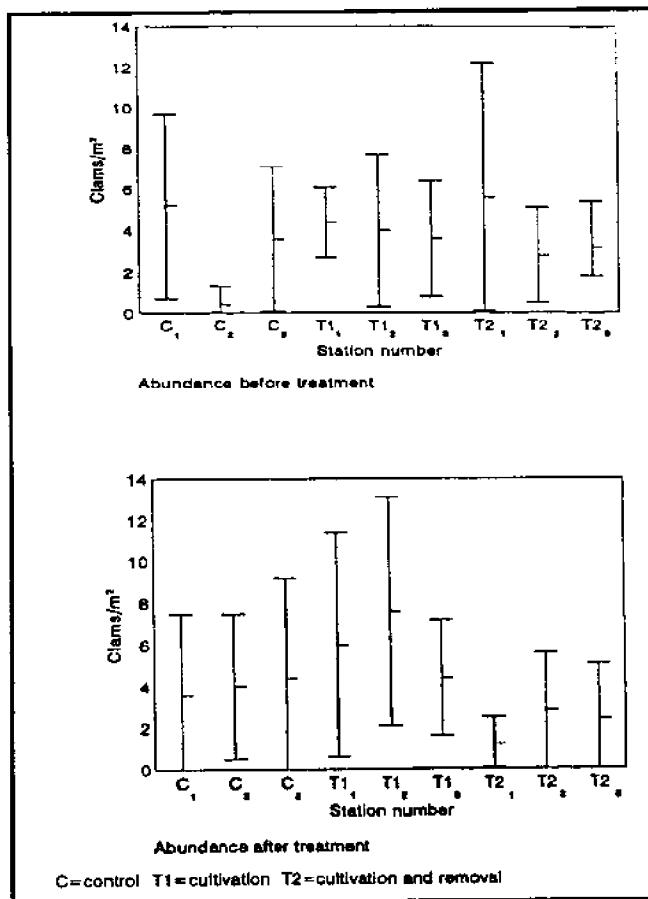 14
12
10
8
6
4
2
0
Clams/m²
C₁ C₂ C₃ T1₁ T1₂ T1₃ T2₁ T2₂ T2₃
Station number
Abundance before treatment
14
12
10
8
6
4
2
0
Clams/m²
C₁ C₂ C₃ T1₁ T1₂ T1₃ T2₁ T2₂ T2₃
Station number
Abundance after treatment
C=control T1=cultivation T2=cultivation and removal